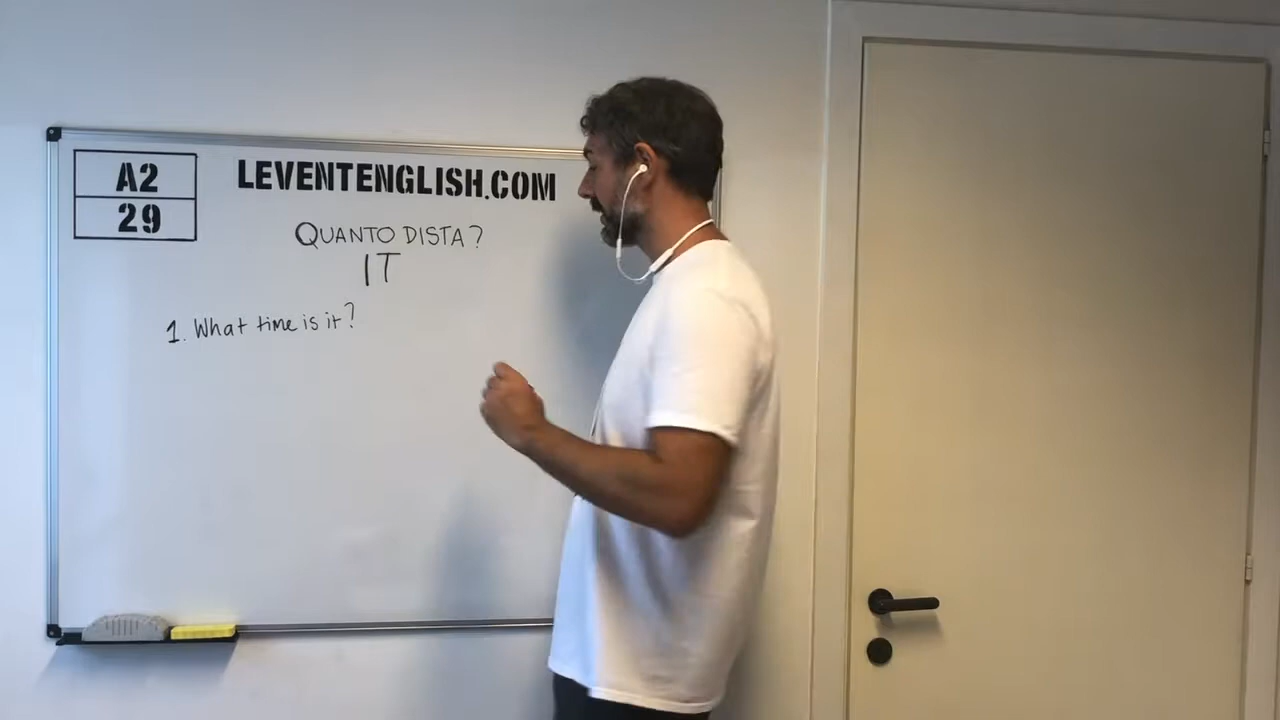 A2
29
LEVENTENGLISH.COM
QUANTO DISTA?
IT
1. What time is it?